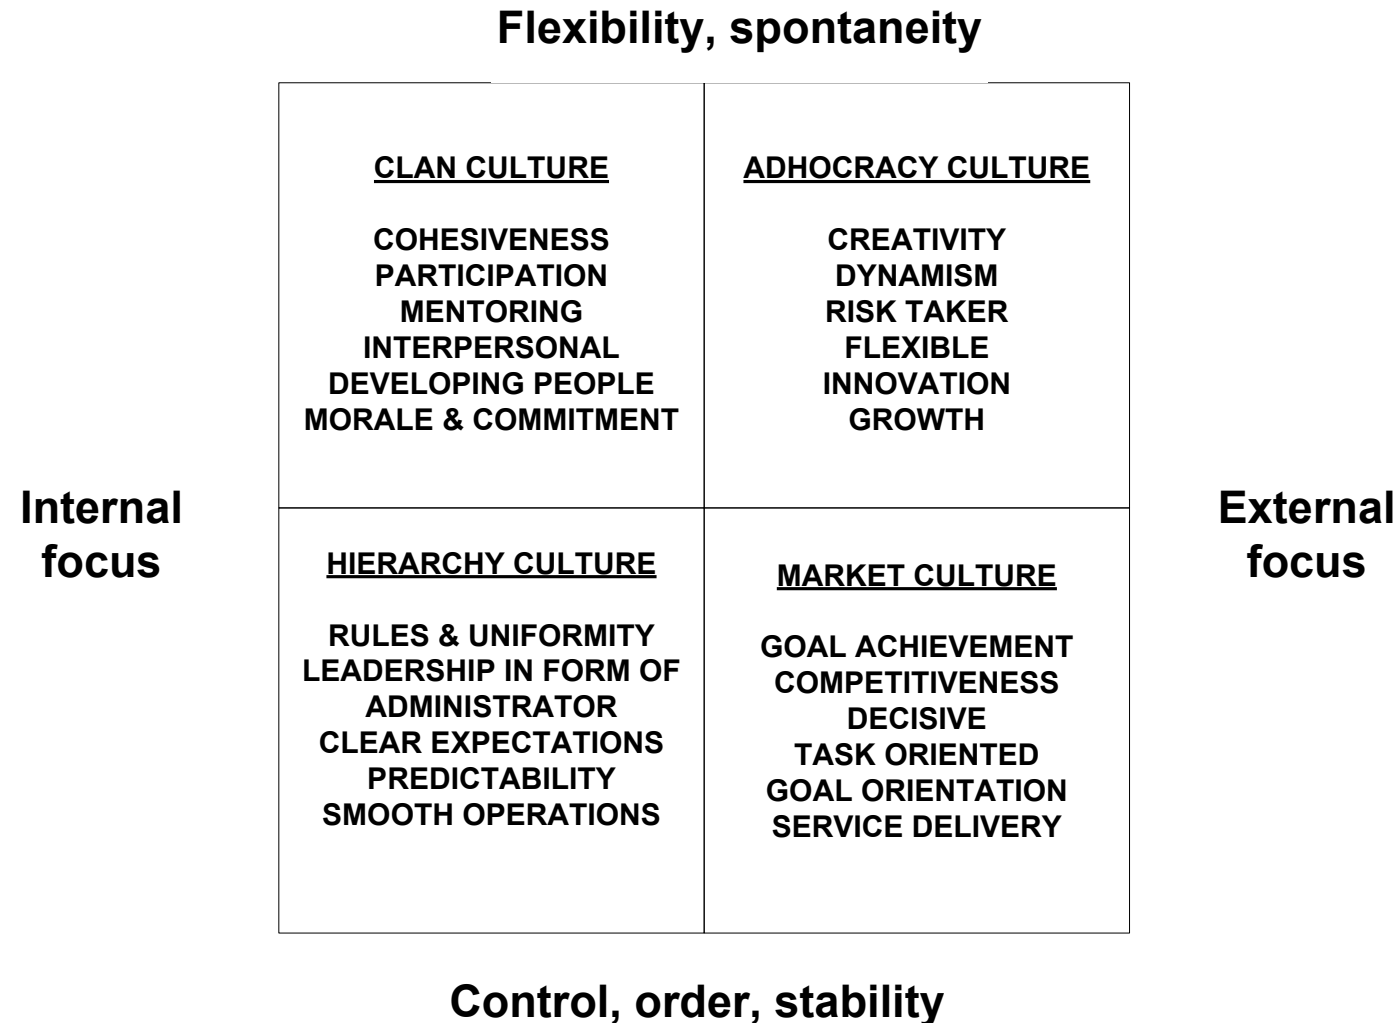 Flexibility, spontaneity
CLAN CULTURE
COHESIVENESS
PARTICIPATION
MENTORING
INTERPERSONAL
DEVELOPING PEOPLE
MORALE & COMMITMENT
ADHOCRACY CULTURE
CREATIVITY
DYNAMISM
RISK TAKER
FLEXIBLE
INNOVATION
GROWTH
Internal
focus
External
focus
HIERARCHY CULTURE
RULES & UNIFORMITY
LEADERSHIP IN FORM OF
ADMINISTRATOR
CLEAR EXPECTATIONS
PREDICTABILITY
SMOOTH OPERATIONS
MARKET CULTURE
GOAL ACHIEVEMENT
COMPETITIVENESS
DECISIVE
TASK ORIENTED
GOAL ORIENTATION
SERVICE DELIVERY
Control, order, stability